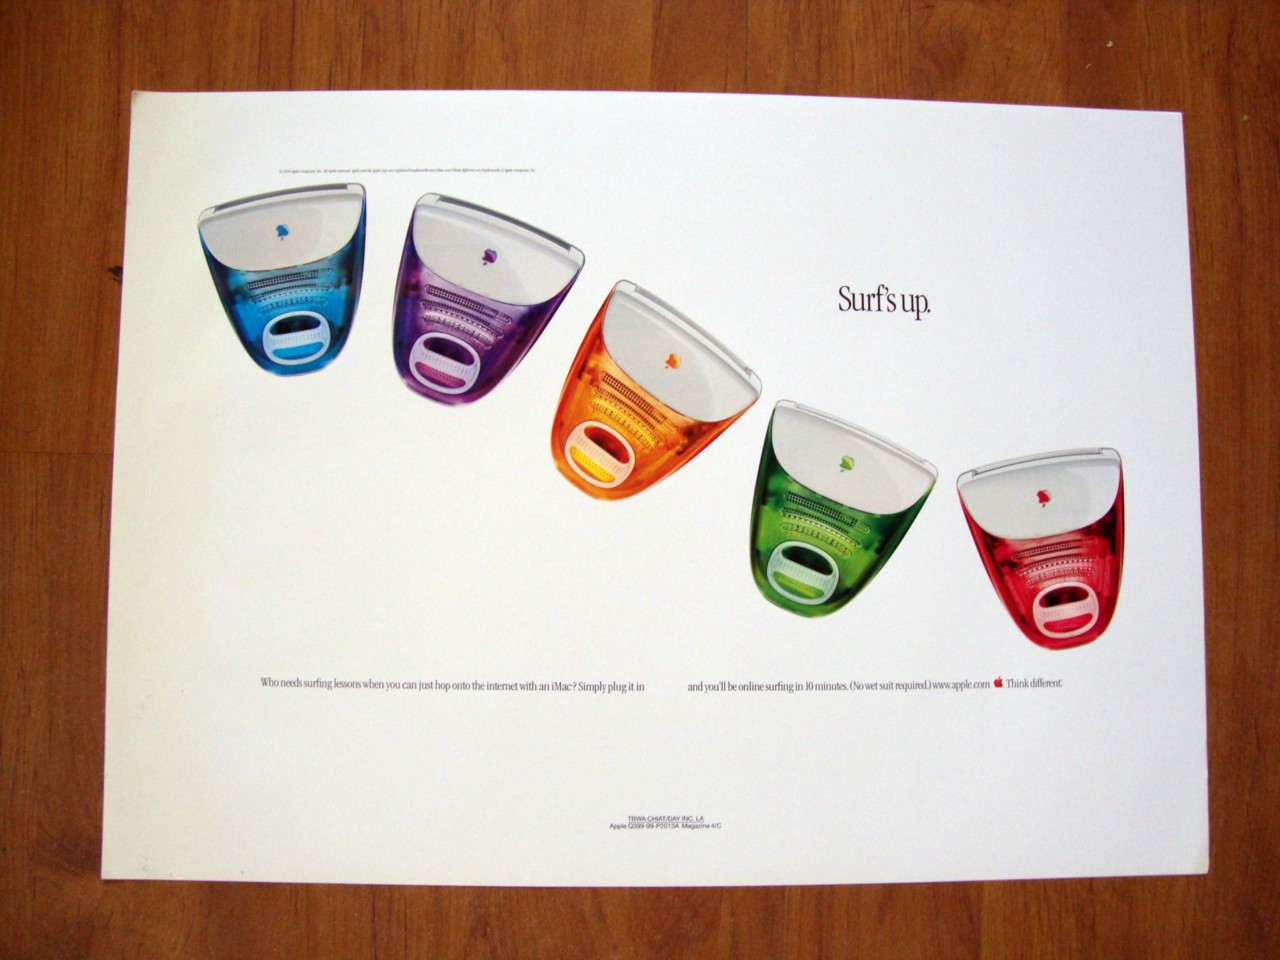 Surf's up.
Who needs surfing lessons when you can just hop onto the internet with an iMac? Simply plug it in and you'll be online surfing in 10 minutes. (No wet suit required.) www.apple.com Think different.
TBWA CHIAT/DAY INC. LA
Apple Q399-99-P2013A Magazine 4/C